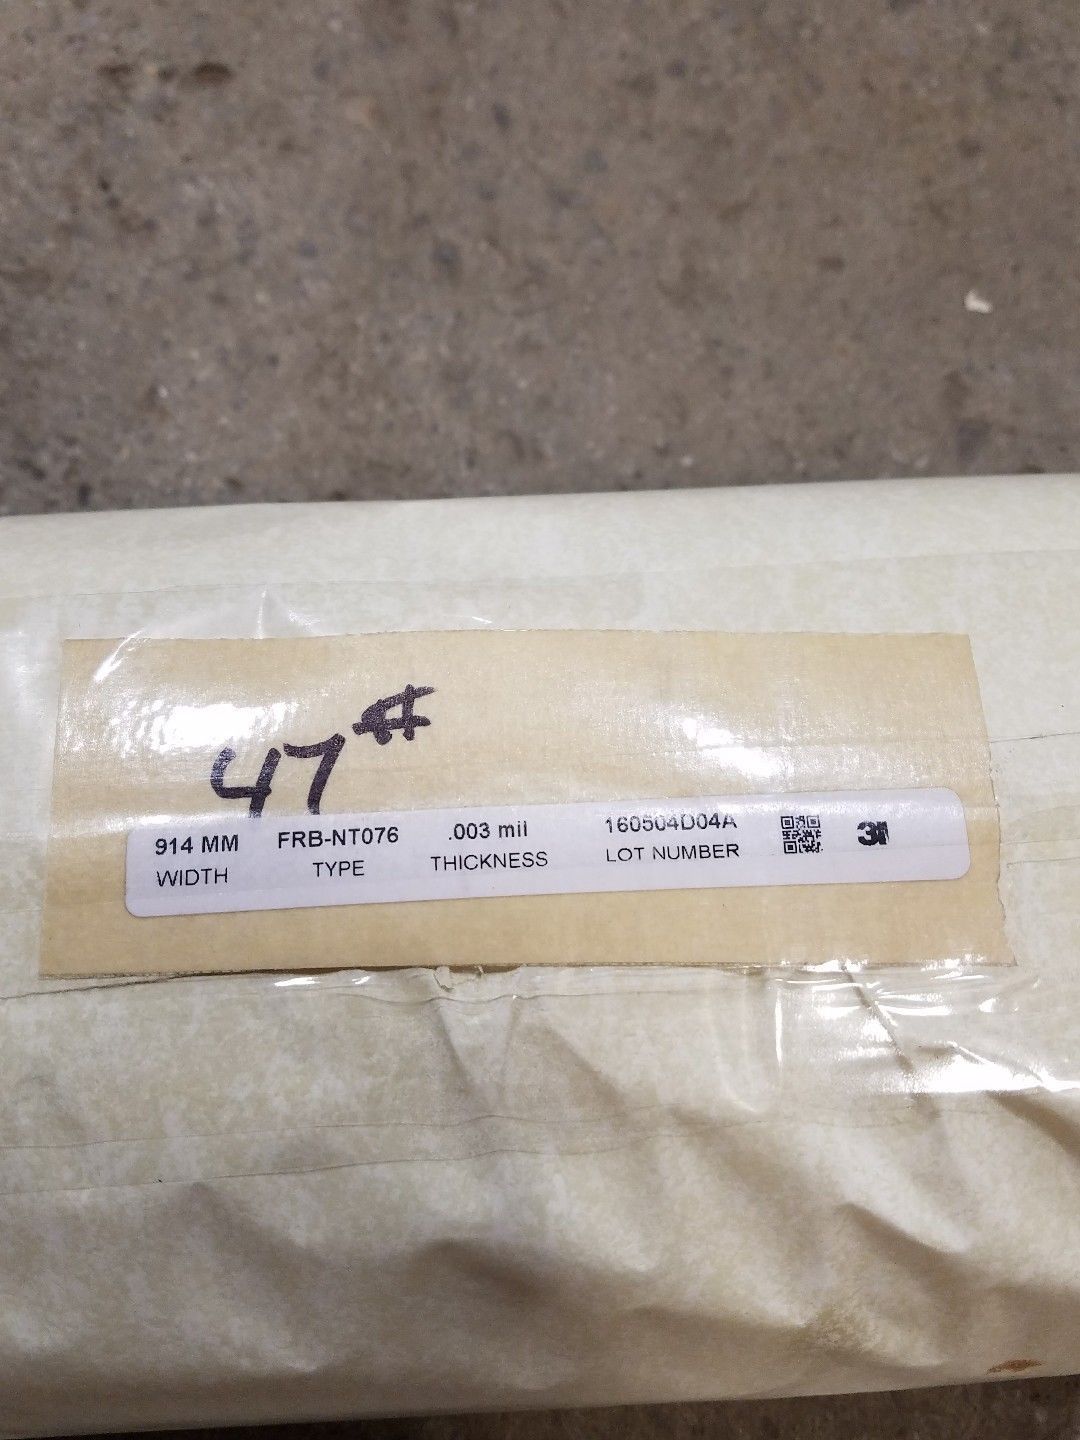 47#
914 MM FRB-NT076 .003 mil 160504D04A 3M
WIDTH TYPE THICKNESS LOT NUMBER